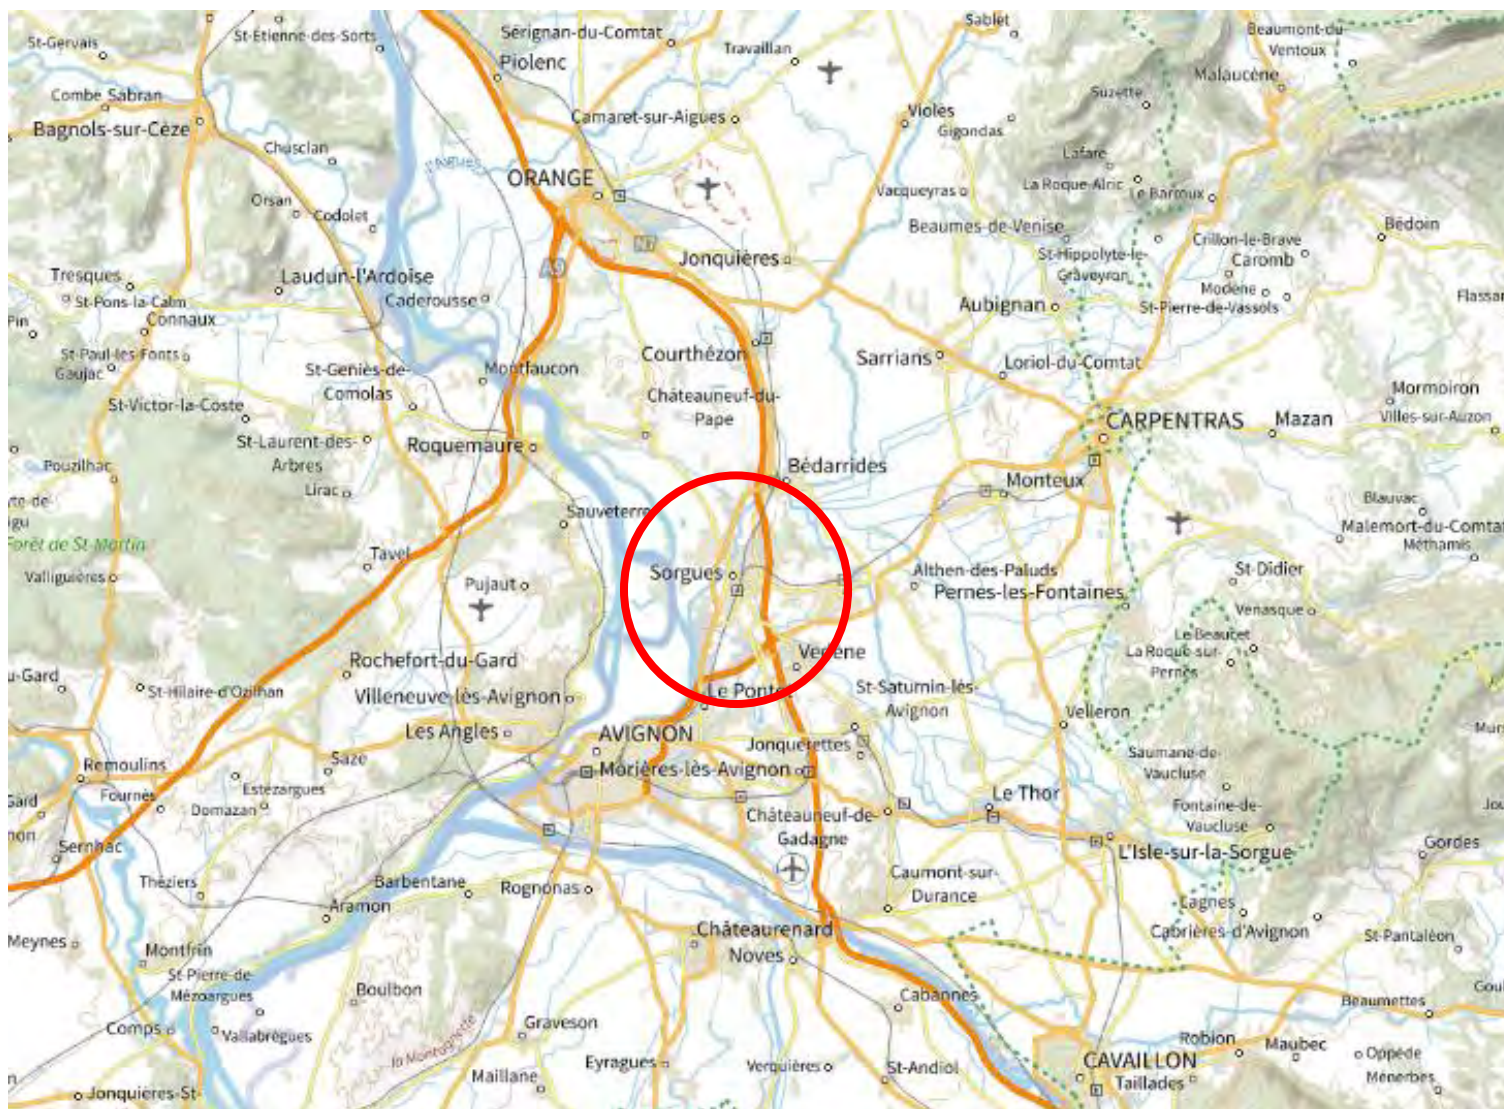 Sablet
St-Gervais
St-Etienne-des-Sorts
Sérignan-du-Comtat
Travaillan
Beaumont-du-
Ventoux
Piolenc
Malaucène
Combe
Sabran
Suzette
Bagnols-sur-Cèze
Camaret-sur-Aigues
Violes
Gigondas
Chusclan
Lafare
ORANGE
La Roque-Alric
Le Barroux
Vacqueyras
Orsan
Codolet
Beaumes-de-Venise
Bédoin
N7
Crillon-le-Brave
St-Hippolyte-le-
Graveyron
Caromb
Jonquières
A9
Tresques
Laudun-l'Ardoise
Caderousse
Modène
Flassan
St-Pons-la-Calm
Aubignan
St-Pierre-de-Vassols
Connaux
Pin
St-Paul-les-Fonts
Gaujac
Courthézon
Sarrians
Loriol-du-Comtat
St-Geniès-de-
Comolas
Montfaucon
Mormoiron
Châteauneuf-du-
Pape
St-Victor-la-Coste
Villes-sur-Auzon
CARPENTRAS
Mazan
St-Laurent-des-
Arbres
Roquemaure
Pouzilhac
Bédarrides
Monteux
Lirac
Blauvac
Sauveterre
Malemort-du-Comtat
Forêt de St-Martin
Méthamis
Tavel
Valliguières
Sorgues
Althen-des-Paluds
St-Didier
Pujaut
Pernes-les-Fontaines
Venasque
Le Beaucet
La Roque-sur-
Pernes
Vedène
Rochefort-du-Gard
u-Gard
St-Hilaire-d'Ozilhan
Villeneuve-lès-Avignon
Le Pontet
St-Saturnin-lès-
Avignon
Velleron
Les Angles
AVIGNON
Jonquerettes
Saumane-de-
Vaucluse
Saze
Remoulins
Morières-lès-Avignon
Estézargues
Fournès
Domazan
Le Thor
Fontaine-de-
Vaucluse
Châteauneuf-de-
Gadagne
Sernhac
L'Isle-sur-la-Sorgue
Gordes
Théziers
Barbentane
Rognonas
Caumont-sur-
Durance
Aramon
Lagnes
Châteaurenard
Cabrières-d'Avignon
St-Pantaléon
Meynes
Montfrin
Noves
St-Pierre-de-
Mézoargues
Boulbon
Cabannes
Beaumettes
Comps
Vallabrègues
Graveson
la Montagnette
Robion
Maubec
Oppède
Eyragues
Verquières
St-Andiol
CAVAILLON
Maillane
Taillades
Ménerbes
Jonquières-St-